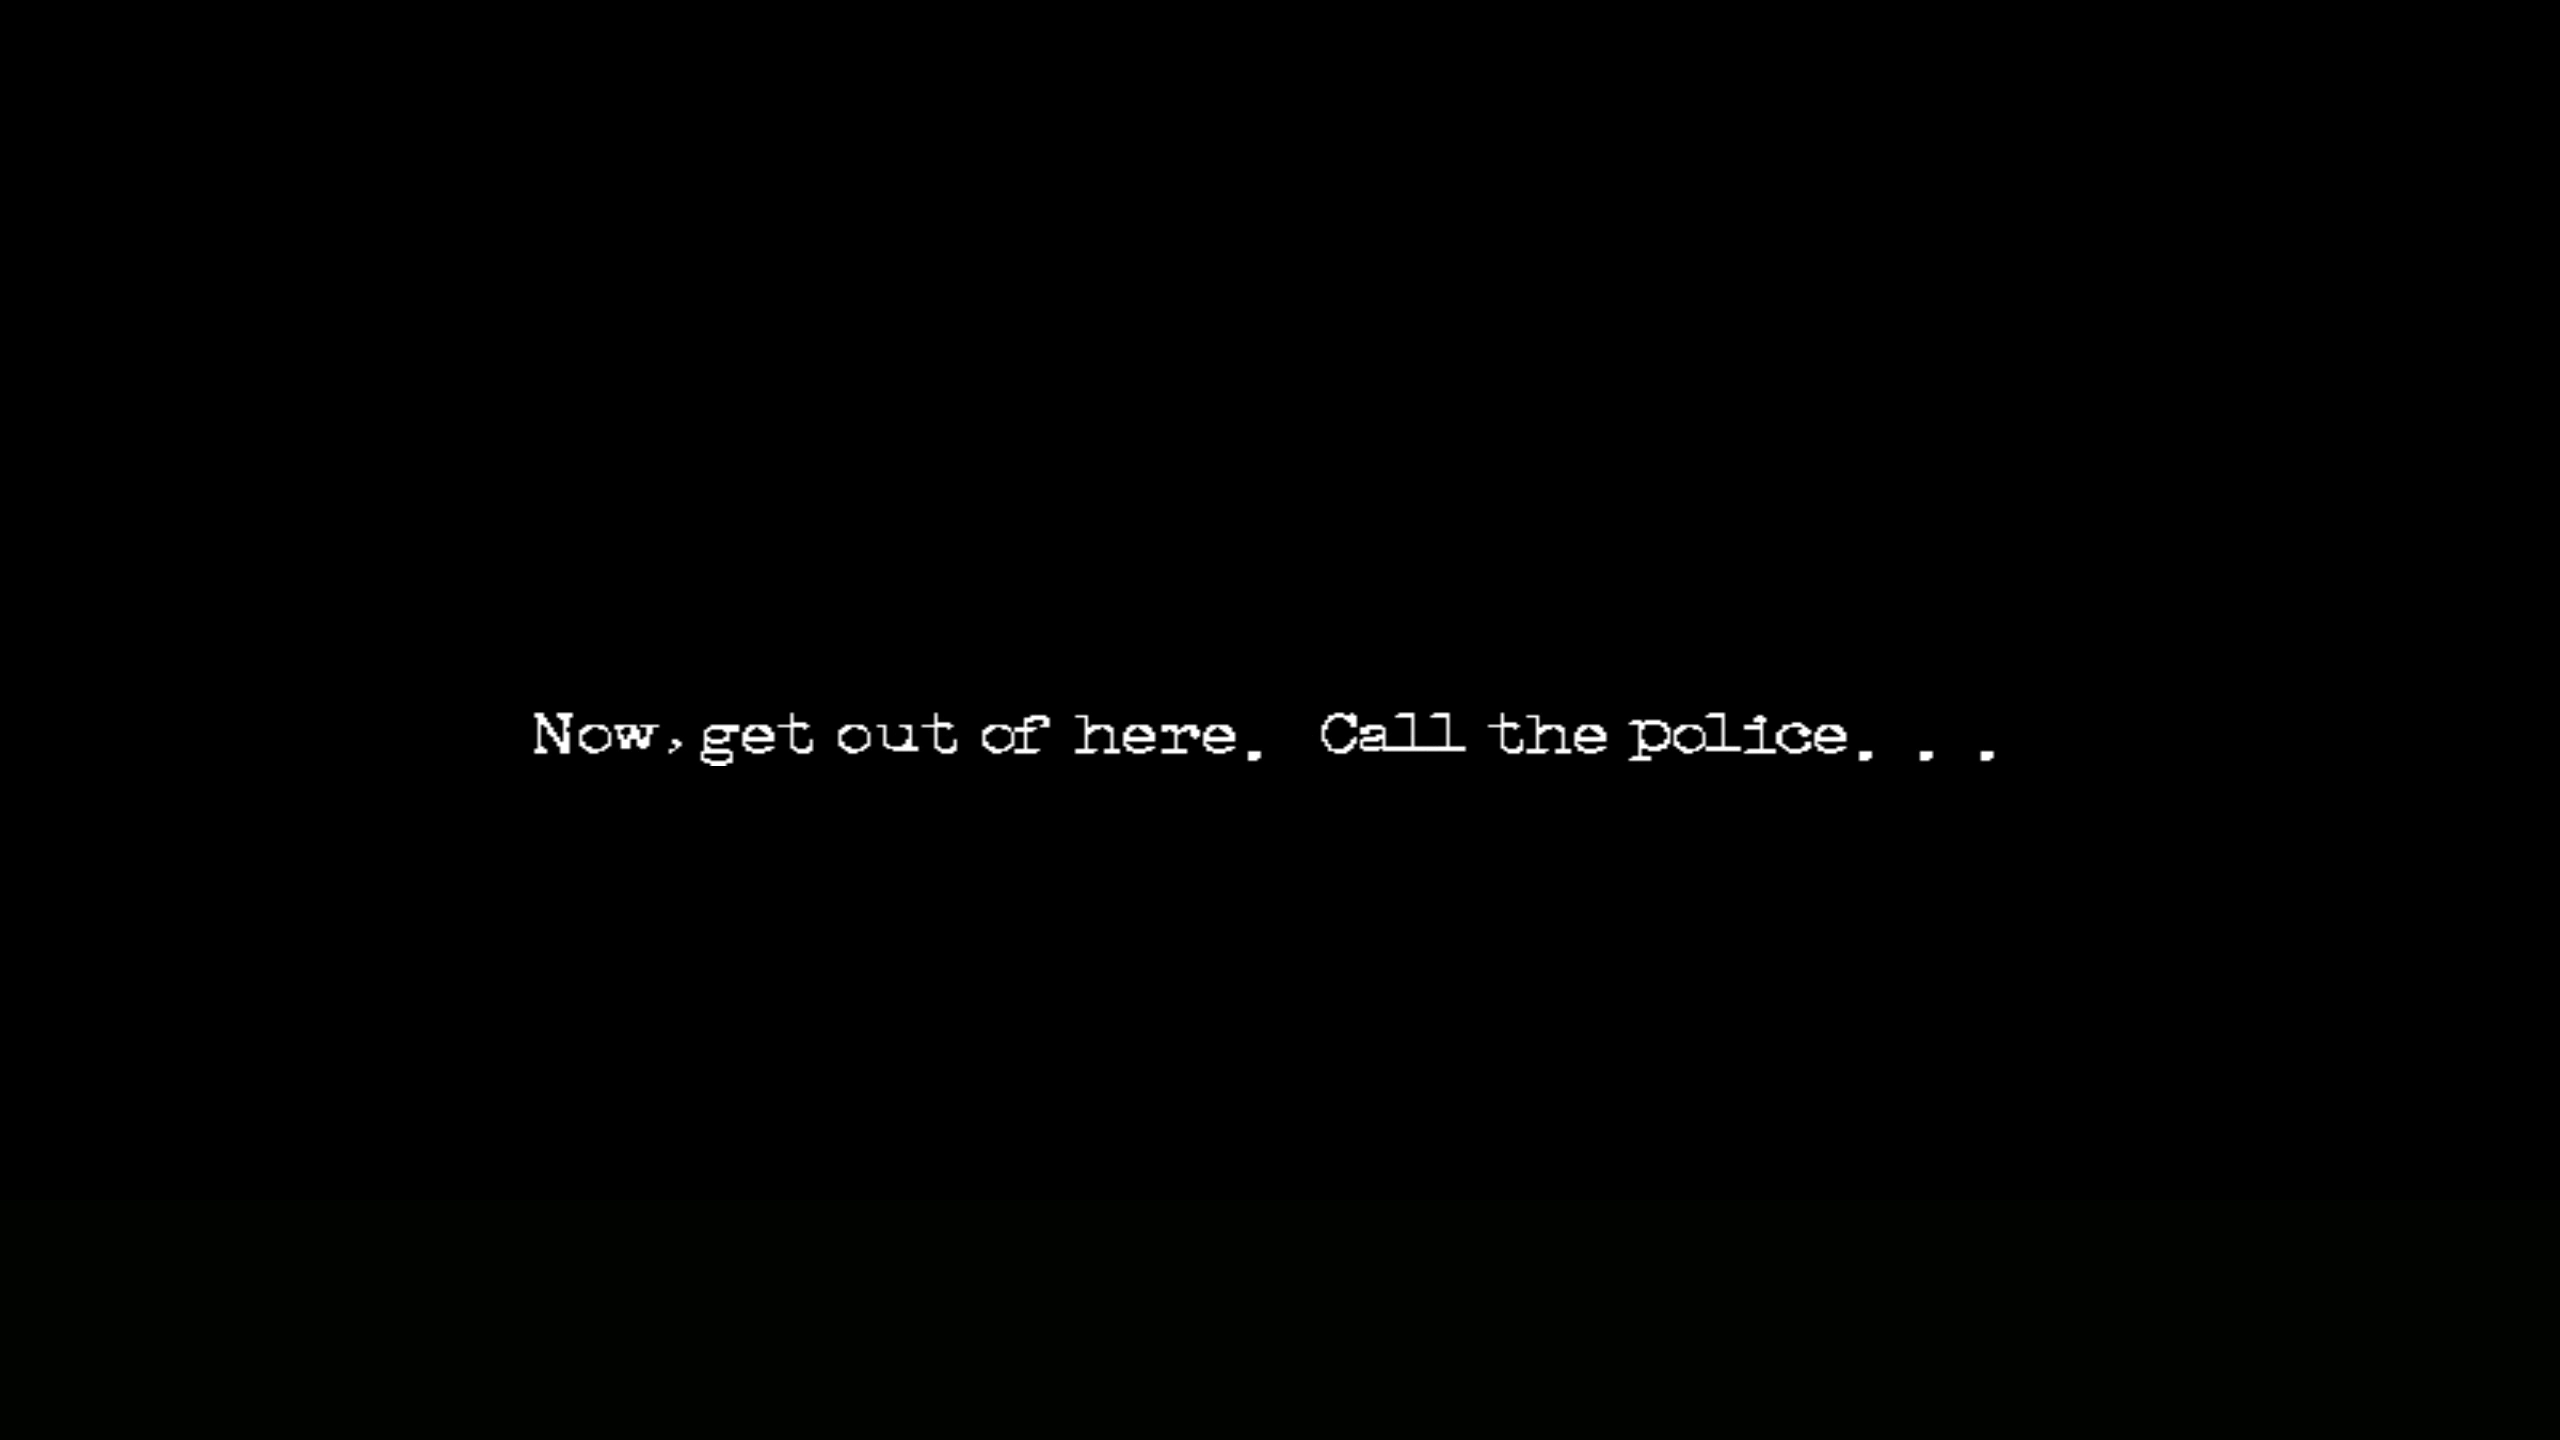 Now, get out of here.  Call the police. . .